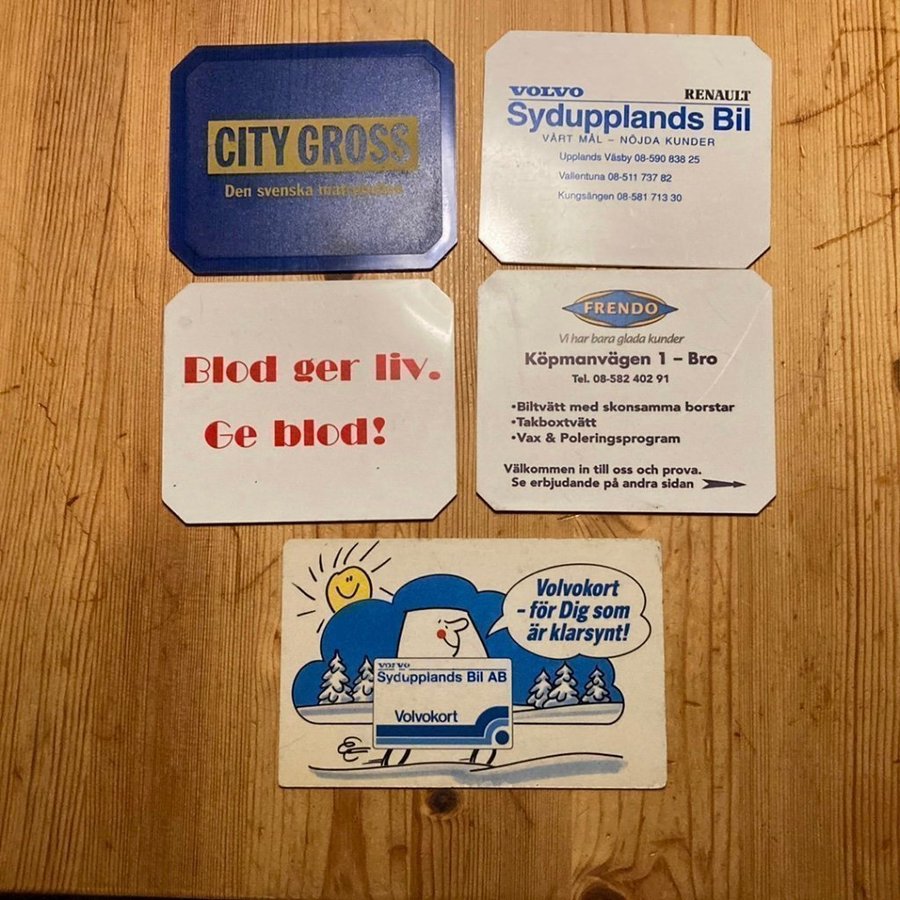 CITY GROSS
Den svenska
VOLVO RENAULT
Sydupplands Bil
VÅRT MÅL – NÖJDA KUNDER
Upplands Väsby 08-590 838 25
Vallentuna 08-511 737 82
Kungsängen 08-581 713 30
Blod ger liv.
Ge blod!
FRENDO
Vi har bara glada kunder
Köpmanvägen 1 – Bro
Tel. 08-582 402 91
•Biltvätt med skonsamma borstar
•Takboxtvätt
•Vax & Poleringsprogram
Välkommen in till oss och prova.
Se erbjudande på andra sidan
Volvokort
- för Dig som
är klarsynt!
VOLVO
Sydupplands Bil AB
Volvokort